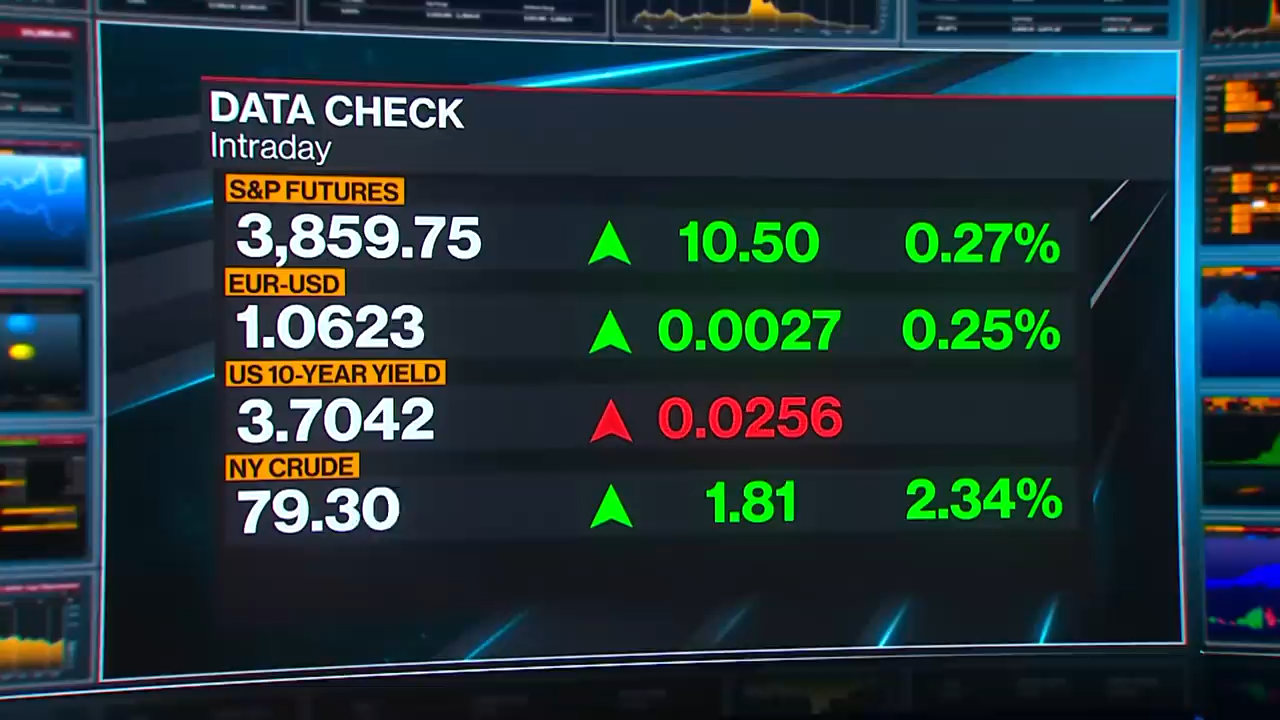 DATA CHECK
Intraday
S&P FUTURES
3,859.75 10.50 0.27%
EUR-USD
1.0623 0.0027 0.25%
US 10-YEAR YIELD
3.7042 0.0256
NY CRUDE
79.30 1.81 2.34%